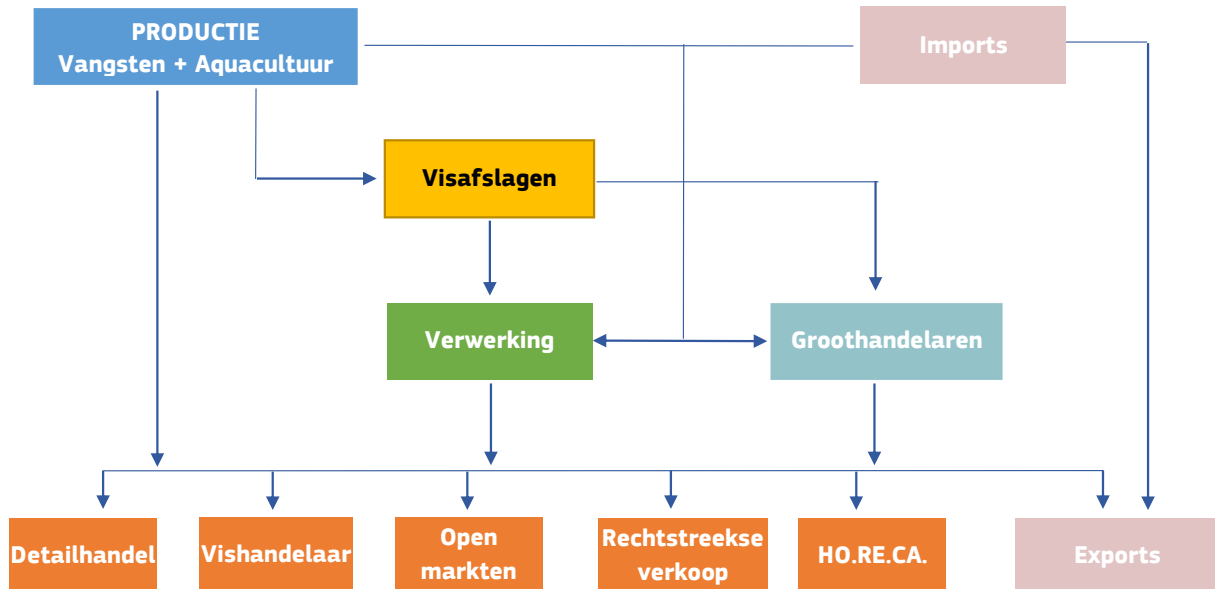 PRODUCTIE
Vangsten + Aquacultuur
Imports
Visafslagen
Verwerking
Groothandelaren
Detailhandel
Vishandelaar
Open
markten
Rechtstreekse
verkoop
HO.RE.CA.
Exports